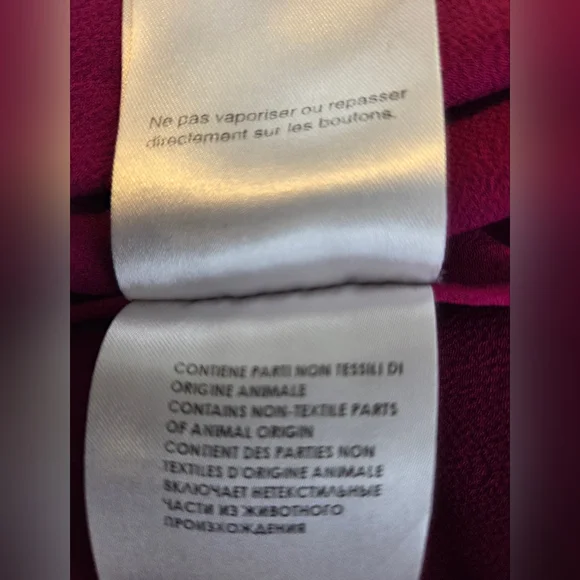 Ne pas vaporiser ou repasser
directement sur les boutons.
CONTIENE PARTI NON TESSILI DI
ORIGINE ANIMALE
CONTAINS NON-TEXTILE PARTS
OF ANIMAL ORIGIN
CONTIENT DES PARTIES NON
TEXTILES D'ORIGINE ANIMALE
ВКЛЮЧАЕТ НЕТЕКСТИЛЬНЫЕ
ЧАСТИ ИЗ ЖИВОТНОГО
ПРОИЗХОЖДЕНИЯ